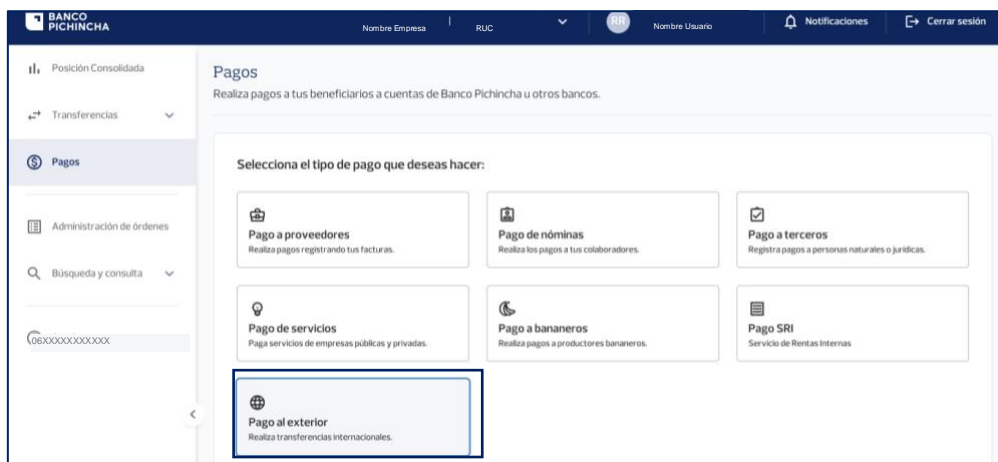 BANCO
PICHINCHA
Nombre Empresa
RUC
RR
Nombre Usuario
Notificaciones
Cerrar sesión
Posición Consolidada
Transferencias
Pagos
Administración de órdenes
Búsqueda y consulta
06XXXXXXXXXXX
Pagos
Realiza pagos a tus beneficiarios a cuentas de Banco Pichincha u otros bancos.
Selecciona el tipo de pago que deseas hacer:
Pago a proveedores
Realiza pagos registrando tus facturas.
Pago de nóminas
Realiza los pagos a tus colaboradores.
Pago a terceros
Registra pagos a personas naturales o jurídicas.
Pago de servicios
Paga servicios de empresas públicas y privadas.
Pago a bananeros
Realiza pagos a productores bananeros.
Pago SRI
Servicio de Rentas Internas
Pago al exterior
Realiza transferencias internacionales.